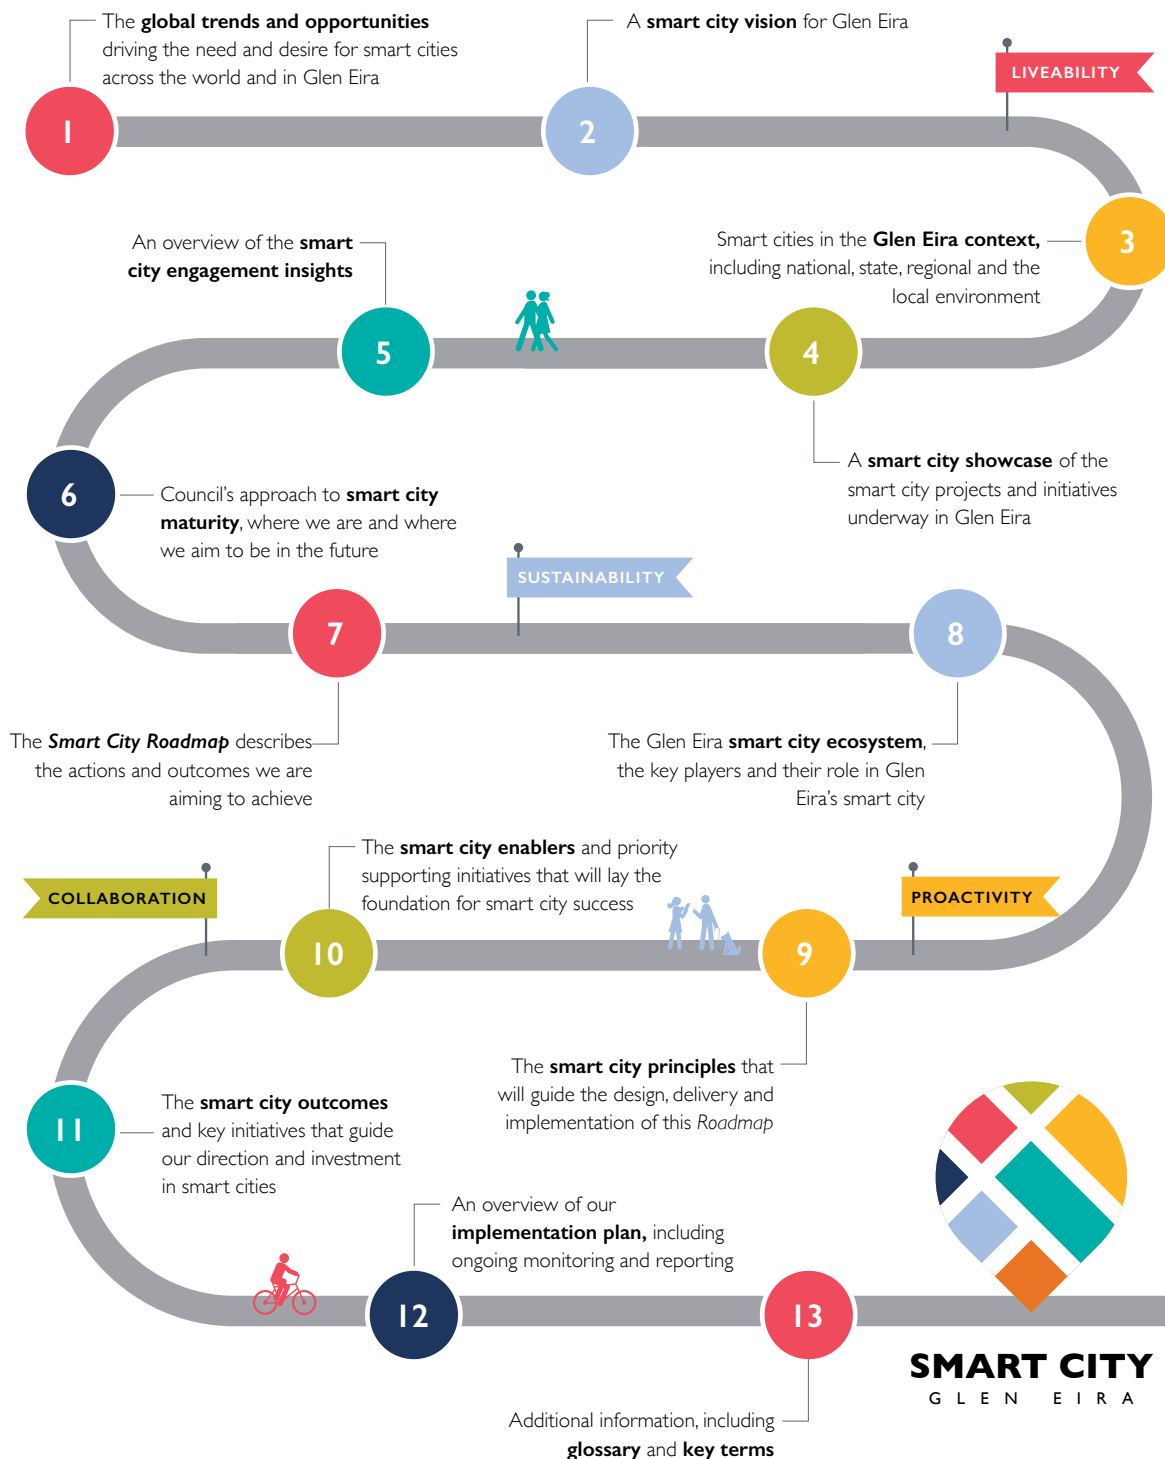 1
The global trends and opportunities
driving the need and desire for smart cities
across the world and in Glen Eira
2
A smart city vision for Glen Eira
LIVEABILITY
3
Smart cities in the Glen Eira context,
including national, state, regional and the
local environment
4
A smart city showcase of the
smart city projects and initiatives
underway in Glen Eira
5
An overview of the smart
city engagement insights
6
Council’s approach to smart city
maturity, where we are and where
we aim to be in the future
7
The Smart City Roadmap describes
the actions and outcomes we are
aiming to achieve
SUSTAINABILITY
8
The Glen Eira smart city ecosystem,
the key players and their role in Glen
Eira’s smart city
PROACTIVITY
9
The smart city principles that
will guide the design, delivery and
implementation of this Roadmap
10
The smart city enablers and priority
supporting initiatives that will lay the
foundation for smart city success
COLLABORATION
11
The smart city outcomes
and key initiatives that guide
our direction and investment
in smart cities
12
An overview of our
implementation plan, including
ongoing monitoring and reporting
13
Additional information, including
glossary and key terms
SMART CITY
GLEN EIRA